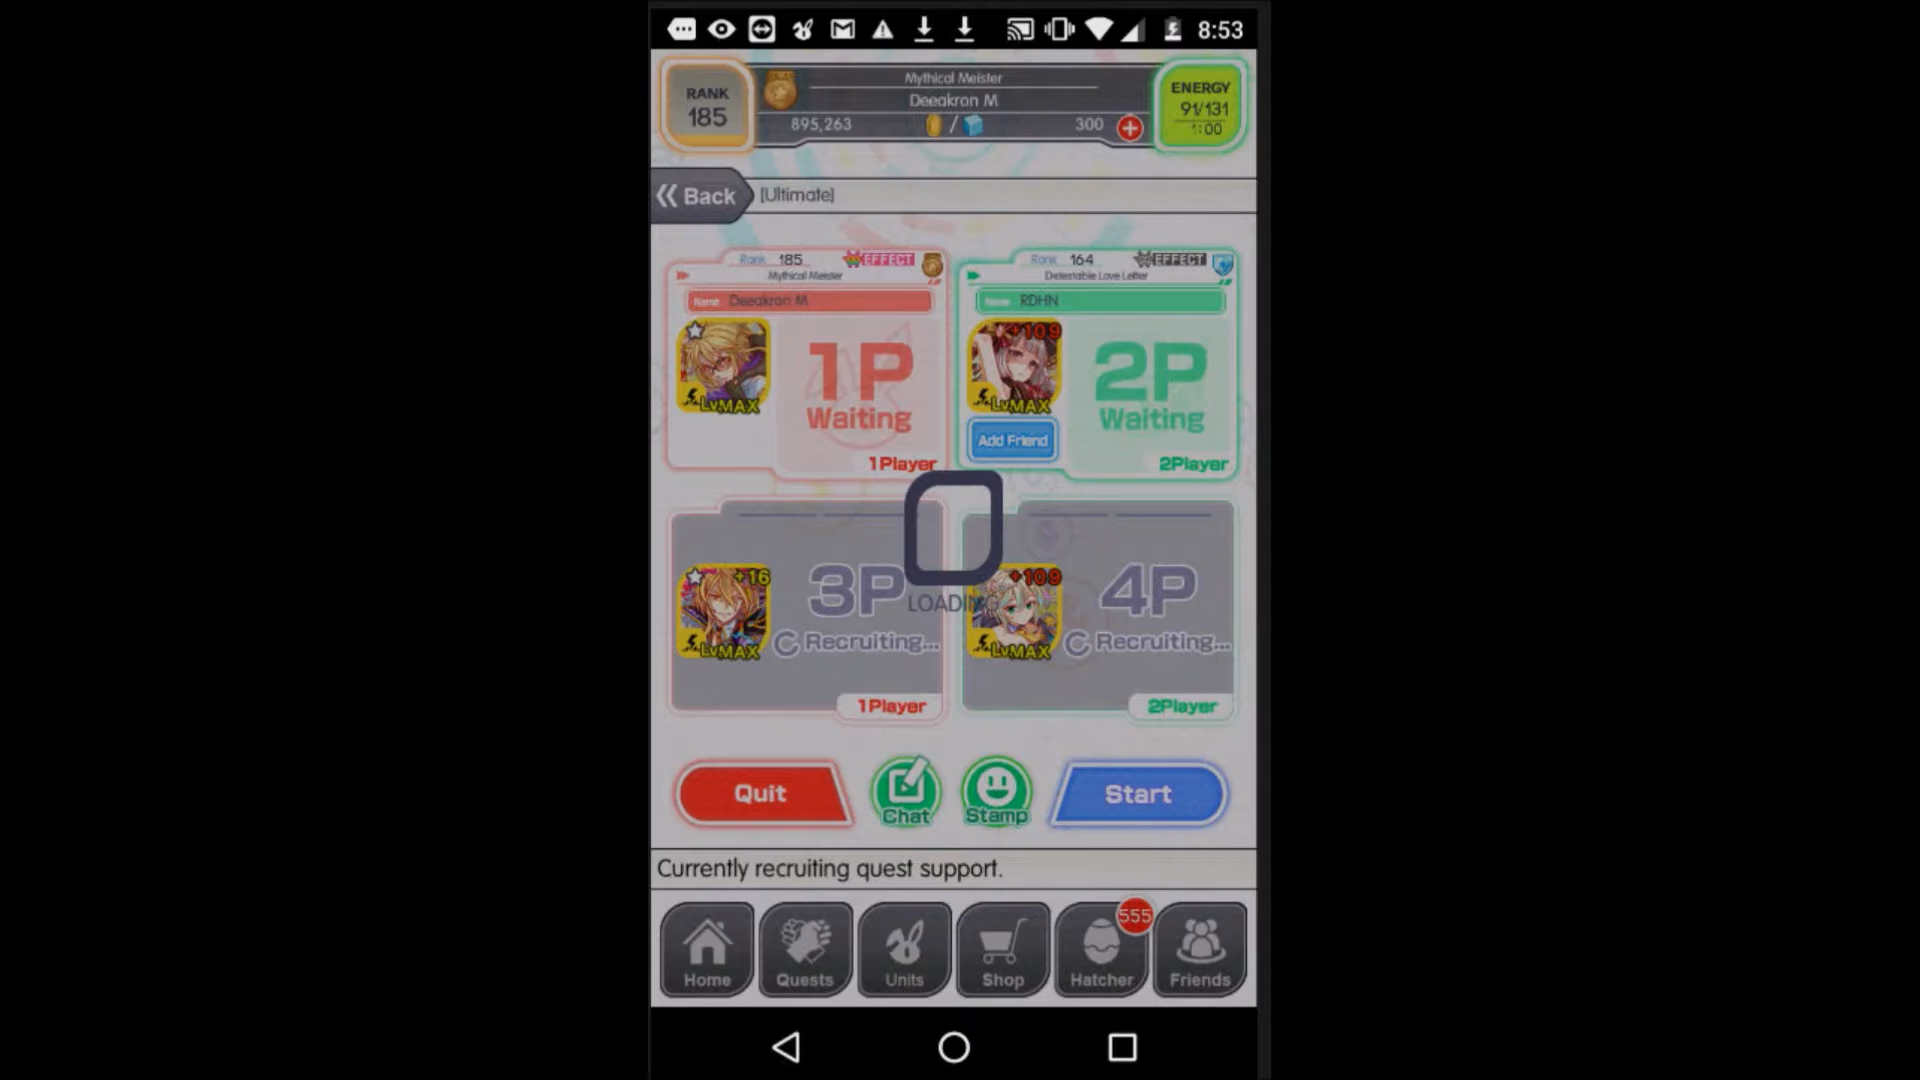 8:53
RANK
185
Mythical Meister
Deeakron M
895,263 / 300
ENERGY
91/131
1:00
Back
[Ultimate]
Rank 185 EFFECT
Mythical Meister
Name Deeakron M
LvMAX
1P
Waiting
1Player
Rank 164 EFFECT
Detestable Love Letter
Name RDHN
+109
LvMAX
2P
Waiting
Add Friend
2Player
+16
LvMAX
3P
Recruiting...
1Player
LOADING
+109
LvMAX
4P
Recruiting...
2Player
Quit
Chat
Stamp
Start
Currently recruiting quest support.
Home
Quests
Units
Shop
555
Hatcher
Friends